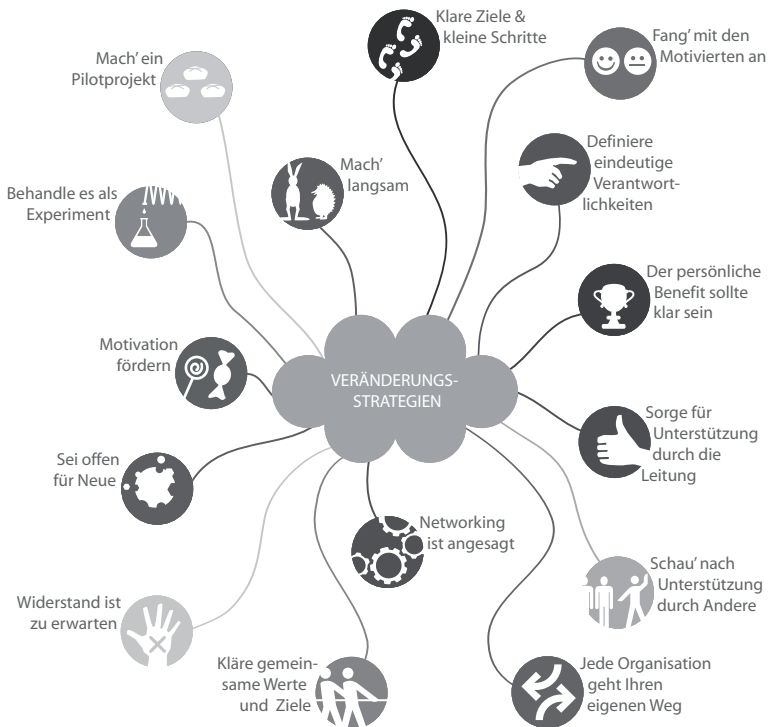 Klare Ziele &
kleine Schritte
Mach' ein
Pilotprojekt
Fang' mit den
Motivierten an
Mach'
langsam
Definiere
eindeutige
Verantwort-
lichkeiten
Behandle es als
Experiment
Der persönliche
Benefit sollte
klar sein
Motivation
fördern
VERÄNDERUNGS-
STRATEGIEN
Sorge für
Unterstützung
durch die
Leitung
Sei offen
für Neue
Networking
ist angesagt
Schau' nach
Unterstützung
durch Andere
Widerstand ist
zu erwarten
Kläre gemein-
same Werte
und Ziele
Jede Organisation
geht Ihren
eigenen Weg